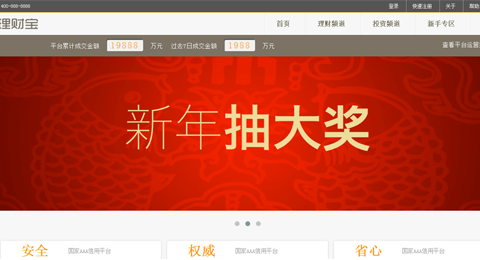 400-888-8888 登录 快速注册 关于 帮助
理财宝 首页 理财频道 投资频道 新手专区
平台累计成交金额 19888 万元 过去7日成交金额 1988 万元 查看平台运营
新年抽大奖
安全 国家AAA信用平台 权威 国家AAA信用平台 省心 国家AAA信用平台